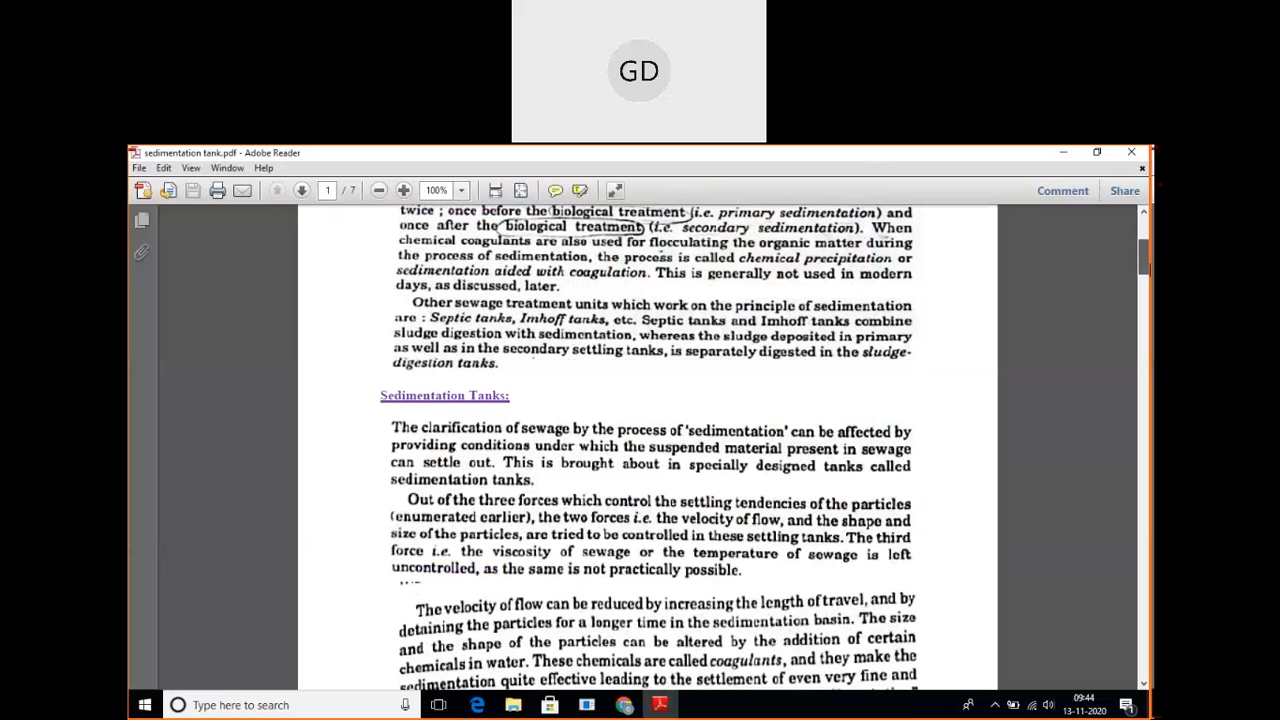 GD
sedimentation tank.pdf - Adobe Reader
File Edit View Window Help
1 / 7 100% Comment Share
twice ; once before the biological treatment (i.e. primary sedimentation) and
once after the biological treatment (i.e. secondary sedimentation). When
chemical coagulants are also used for flocculating the organic matter during
the process of sedimentation, the process is called chemical precipitation or
sedimentation aided with coagulation. This is generally not used in modern
days, as discussed, later.
Other sewage treatment units which work on the principle of sedimentation
are : Septic tanks, Imhoff tanks, etc. Septic tanks and Imhoff tanks combine
sludge digestion with sedimentation, whereas the sludge deposited in primary
as well as in the secondary settling tanks, is separately digested in the sludge-
digestion tanks.
Sedimentation Tanks:
The clarification of sewage by the process of 'sedimentation' can be affected by
providing conditions under which the suspended material present in sewage
can settle out. This is brought about in specially designed tanks called
sedimentation tanks.
Out of the three forces which control the settling tendencies of the particles
(enumerated earlier), the two forces i.e. the velocity of flow, and the shape and
size of the particles, are tried to be controlled in these settling tanks. The third
force i.e. the viscosity of sewage or the temperature of sewage is left
uncontrolled, as the same is not practically possible.
The velocity of flow can be reduced by increasing the length of travel, and by
detaining the particles for a longer time in the sedimentation basin. The size
and the shape of the particles can be altered by the addition of certain
chemicals in water. These chemicals are called coagulants, and they make the
sedimentation quite effective leading to the settlement of even very fine and
Type here to search
09:44
13-11-2020